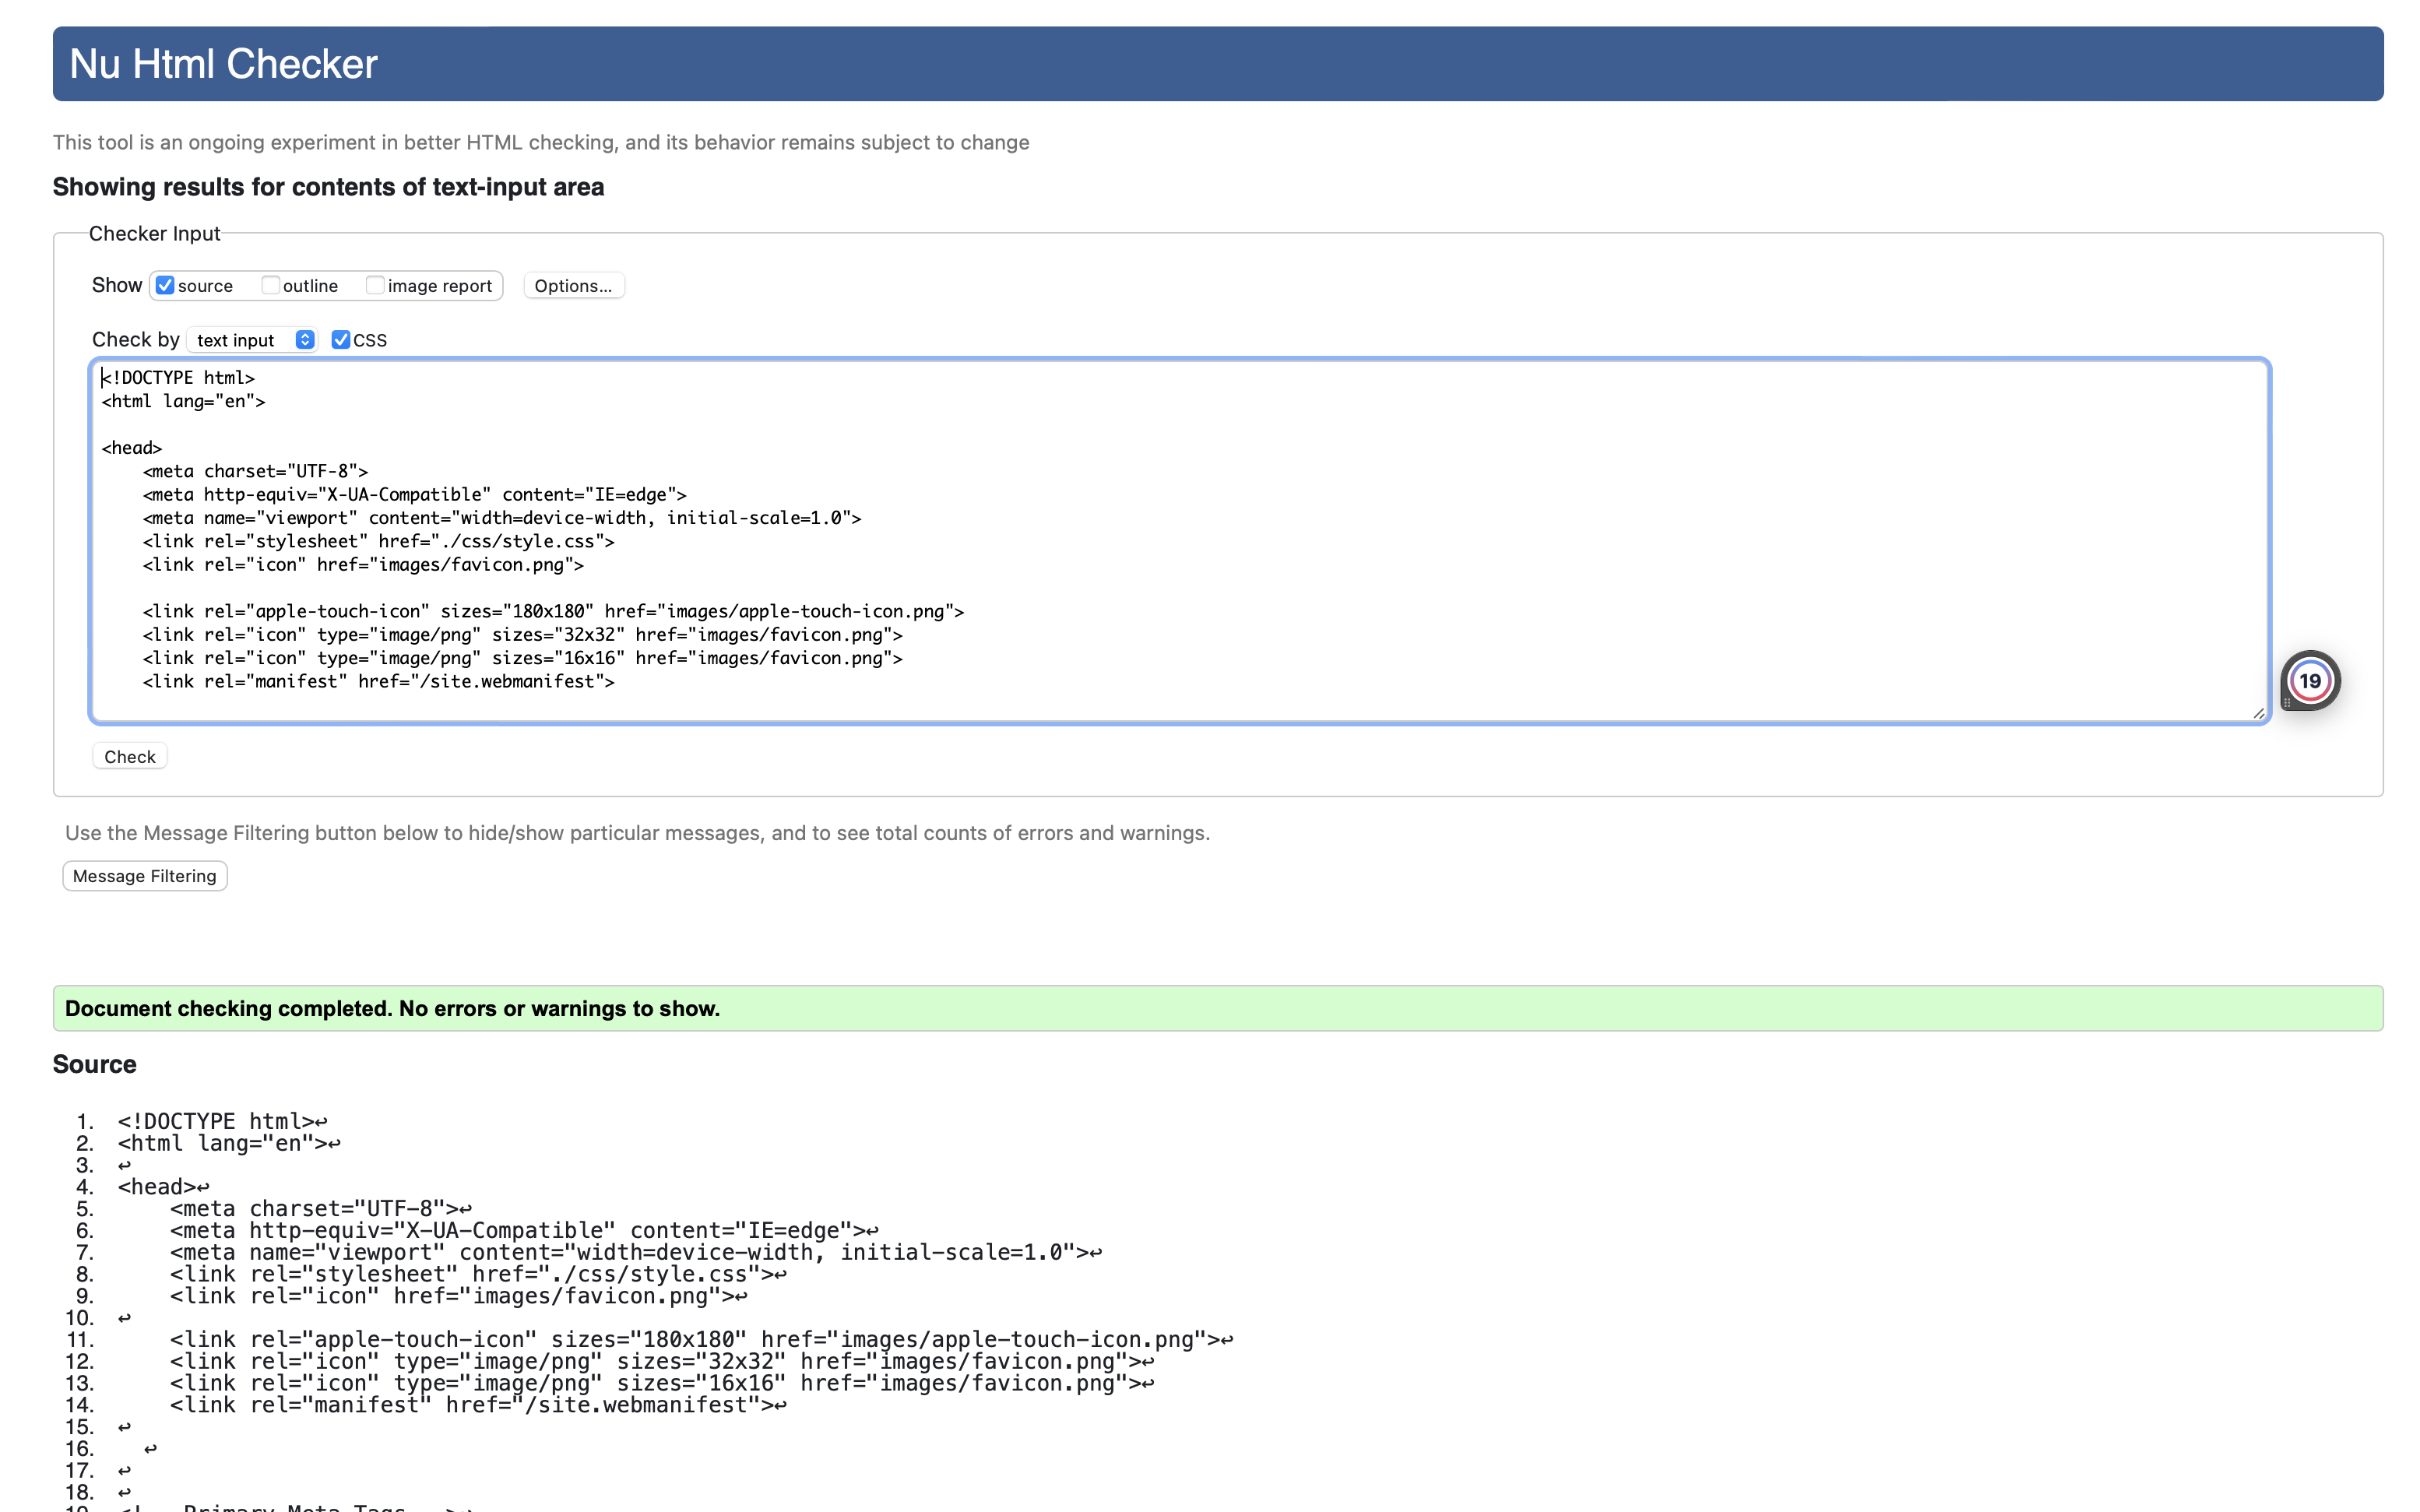 Nu Html Checker
This tool is an ongoing experiment in better HTML checking, and its behavior remains subject to change
Showing results for contents of text-input area
Checker Input
Show source outline image report Options...
Check by text input CSS
<!DOCTYPE html>
<html lang="en">
<head>
<meta charset="UTF-8">
<meta http-equiv="X-UA-Compatible" content="IE=edge">
<meta name="viewport" content="width=device-width, initial-scale=1.0">
<link rel="stylesheet" href="./css/style.css">
<link rel="icon" href="images/favicon.png">
<link rel="apple-touch-icon" sizes="180x180" href="images/apple-touch-icon.png">
<link rel="icon" type="image/png" sizes="32x32" href="images/favicon.png">
<link rel="icon" type="image/png" sizes="16x16" href="images/favicon.png">
<link rel="manifest" href="/site.webmanifest">
19
Check
Use the Message Filtering button below to hide/show particular messages, and to see total counts of errors and warnings.
Message Filtering
Document checking completed. No errors or warnings to show.
Source
1. <!DOCTYPE html>↩
2. <html lang="en">↩
3. ↩
4. <head>↩
5. <meta charset="UTF-8">↩
6. <meta http-equiv="X-UA-Compatible" content="IE=edge">↩
7. <meta name="viewport" content="width=device-width, initial-scale=1.0">↩
8. <link rel="stylesheet" href="./css/style.css">↩
9. <link rel="icon" href="images/favicon.png">↩
10. ↩
11. <link rel="apple-touch-icon" sizes="180x180" href="images/apple-touch-icon.png">↩
12. <link rel="icon" type="image/png" sizes="32x32" href="images/favicon.png">↩
13. <link rel="icon" type="image/png" sizes="16x16" href="images/favicon.png">↩
14. <link rel="manifest" href="/site.webmanifest">↩
15. ↩
16. ↩
17. ↩
18. ↩
Primary Meta Tags